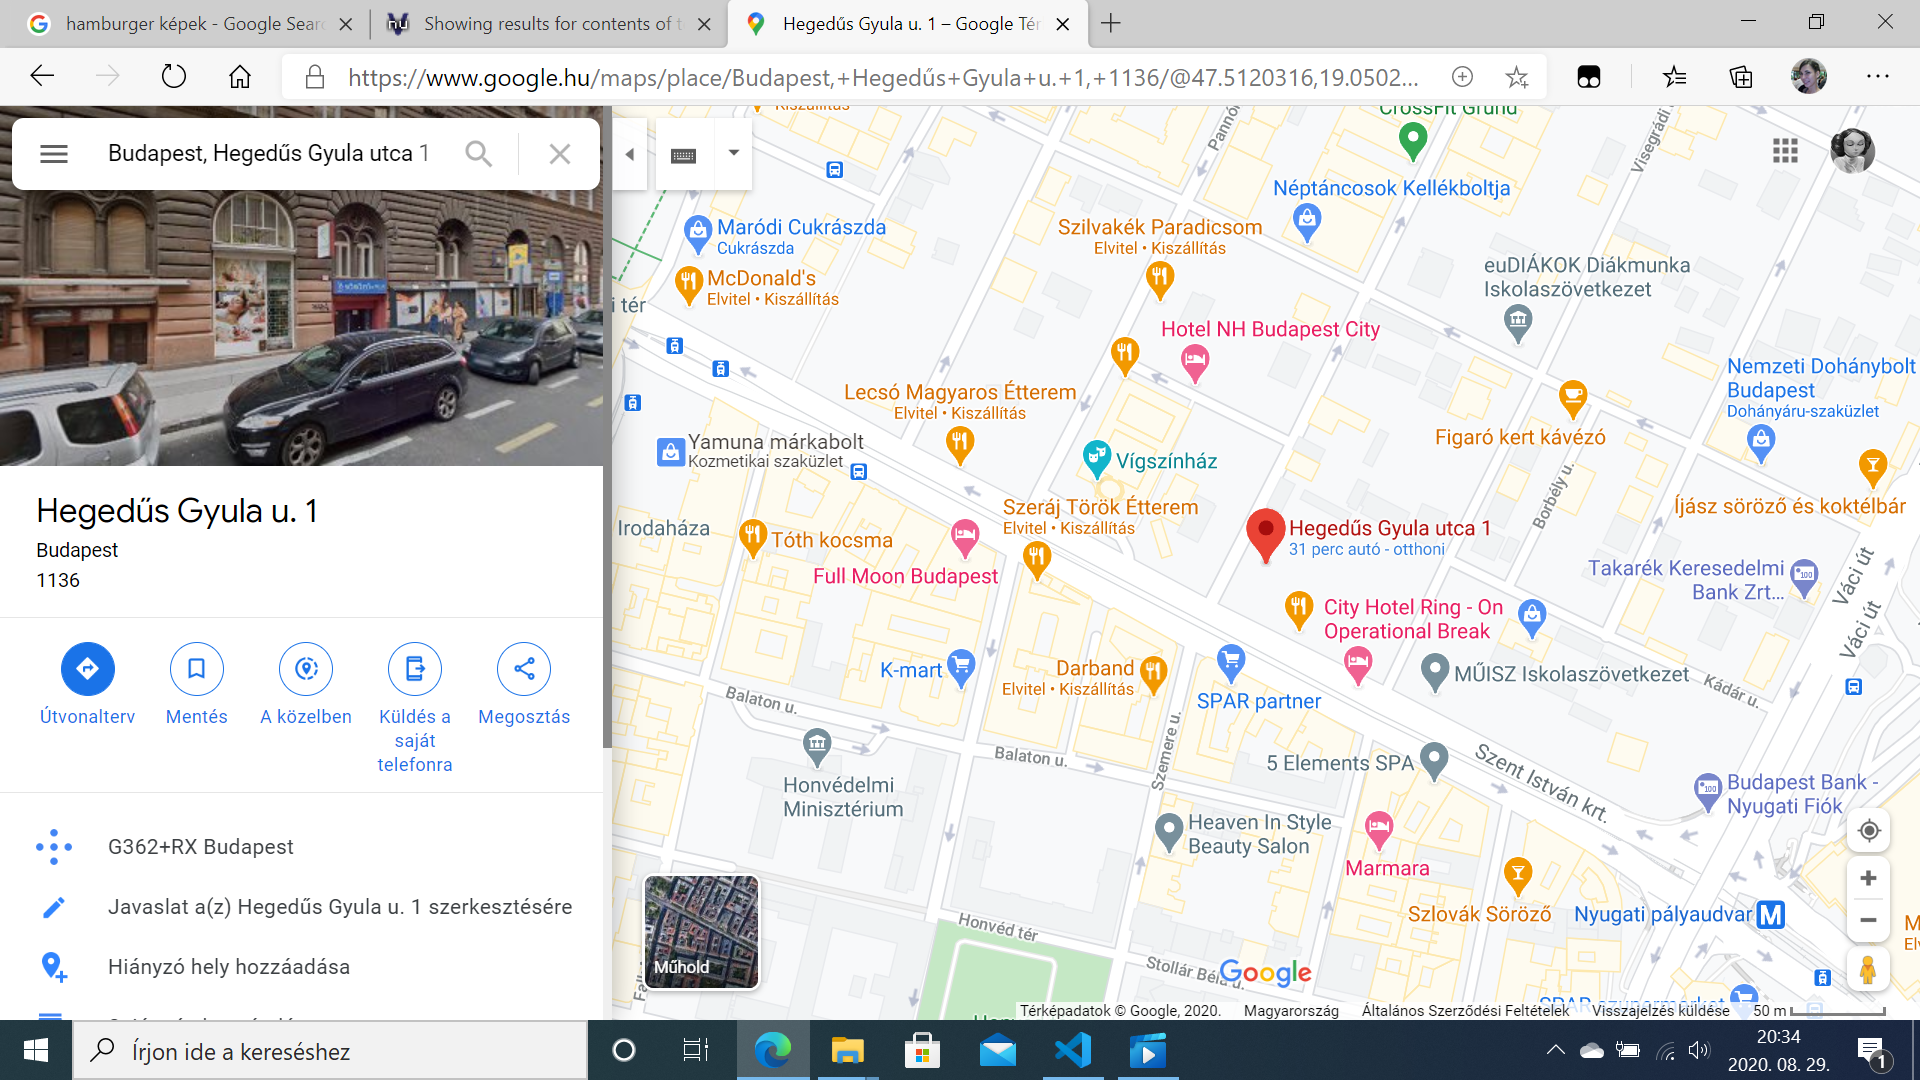 hamburger képek - Google Sear
Showing results for contents of t
Hegedűs Gyula u. 1 – Google Tér
https://www.google.hu/maps/place/Budapest,+Hegedűs+Gyula+u.+1,+1136/@47.5120316,19.0502...
Budapest, Hegedűs Gyula utca 1
Hegedűs Gyula u. 1
Budapest
1136
Útvonalterv
Mentés
A közelben
Küldés a
saját
telefonra
Megosztás
G362+RX Budapest
Javaslat a(z) Hegedűs Gyula u. 1 szerkesztésére
Hiányzó hely hozzáadása
Kiszállítás
CrossFit Grund
Pannó
Visegrádi
Néptáncosok Kellékboltja
Maródi Cukrászda
Cukrászda
Szilvakék Paradicsom
Elvitel • Kiszállítás
McDonald's
Elvitel • Kiszállítás
i tér
euDIÁKOK Diákmunka
Iskolaszövetkezet
Hotel NH Budapest City
Nemzeti Dohánybolt
Budapest
Dohányáru-szaküzlet
Lecsó Magyaros Étterem
Elvitel • Kiszállítás
Figaró kert kávézó
Yamuna márkabolt
Kozmetikai szaküzlet
Vígszínház
Borbély u.
Íjász söröző és koktélbár
Szeráj Török Étterem
Elvitel • Kiszállítás
Irodaháza
Tóth kocsma
Hegedűs Gyula utca 1
31 perc autó - otthoni
Full Moon Budapest
Takarék Keresedelmi
Bank Zrt...
Váci út
Váci út
City Hotel Ring - On
Operational Break
K-mart
Darband
Elvitel • Kiszállítás
SPAR partner
MŰISZ Iskolaszövetkezet
Kádár u.
Balaton u.
Balaton u.
Szemere u.
5 Elements SPA
Szent István krt.
Honvédelmi
Minisztérium
Budapest Bank -
Nyugati Fiók
Heaven In Style
Beauty Salon
Marmara
Szlovák Söröző
Nyugati pályaudvar
M
Honvéd tér
Stollár Béla u.
Műhold
Google
Térképadatok © Google, 2020.
Magyarország
Általános Szerződési Feltételek
Visszajelzés küldése
50 m
Írjon ide a kereséshez
20:34
2020. 08. 29.
1